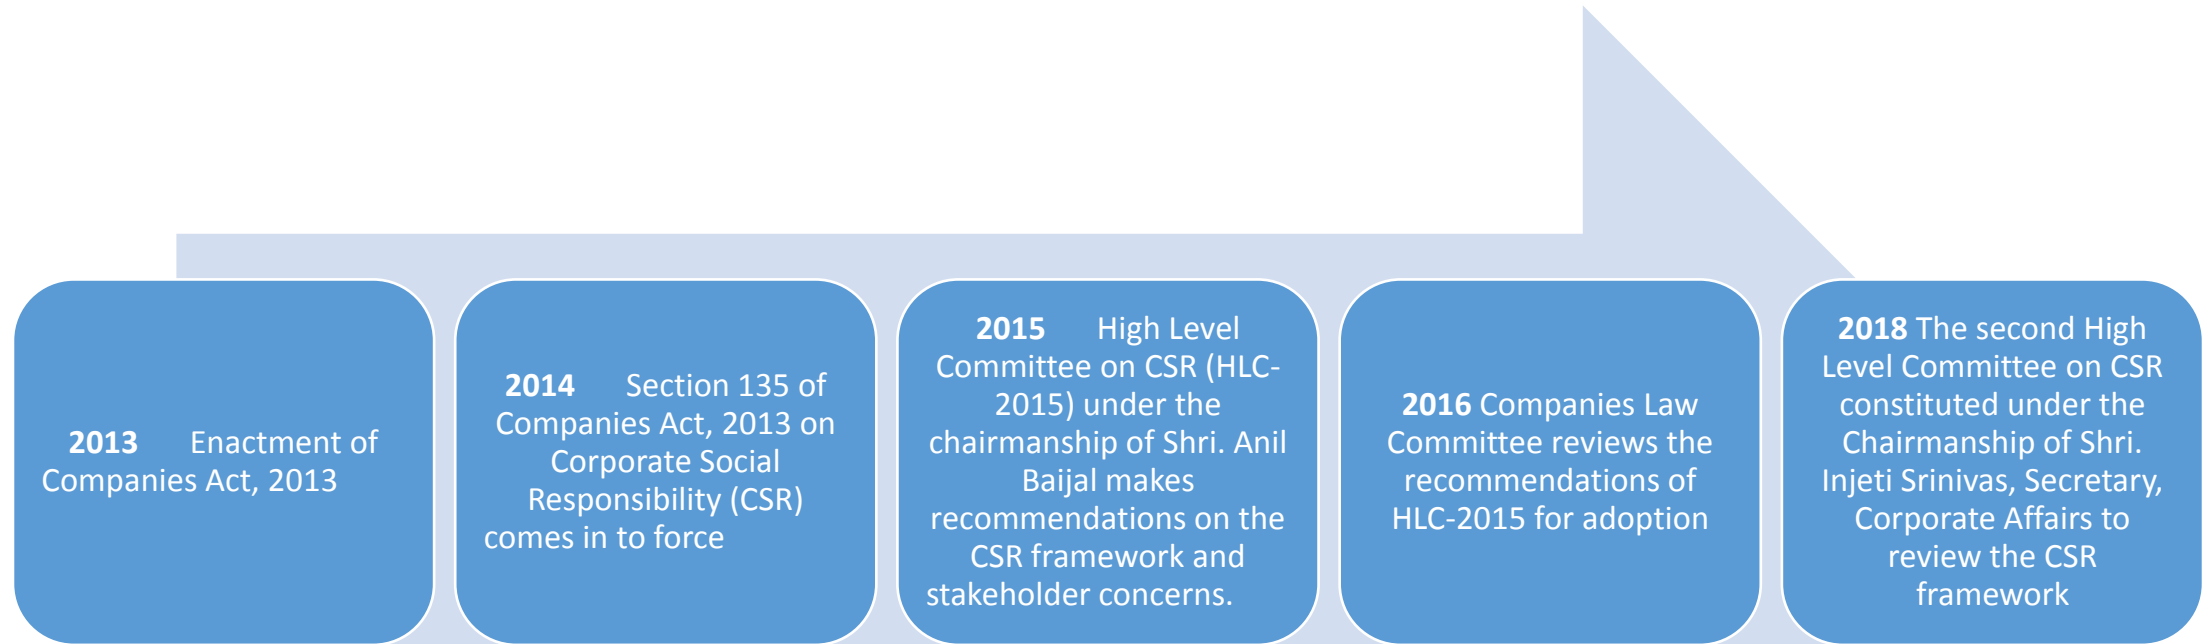 2013 Enactment of
Companies Act, 2013
2014 Section 135 of
Companies Act, 2013 on
Corporate Social
Responsibility (CSR)
comes in to force
2015 High Level
Committee on CSR (HLC-
2015) under the
chairmanship of Shri. Anil
Baijal makes
recommendations on the
CSR framework and
stakeholder concerns.
2016 Companies Law
Committee reviews the
recommendations of
HLC-2015 for adoption
2018 The second High
Level Committee on CSR
constituted under the
Chairmanship of Shri.
Injeti Srinivas, Secretary,
Corporate Affairs to
review the CSR
framework